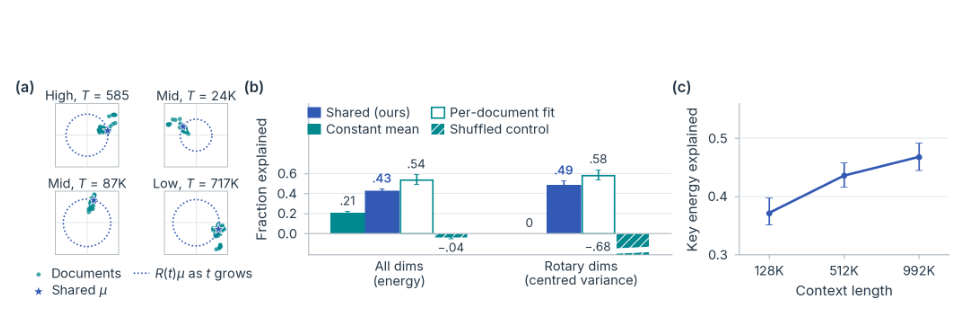 (a)
High, T = 585
Mid, T = 24K
Mid, T = 87K
Low, T = 717K
Documents
R(t)μ as t grows
Shared μ
(b)
Shared (ours)
Per-document fit
Constant mean
Shuffled control
Fraction explained
0.6
0.4
0.2
0.0
.21
.43
.54
−.04
0
.49
.58
−.68
All dims
(energy)
Rotary dims
(centred variance)
(c)
Key energy explained
0.5
0.4
0.3
128K
512K
992K
Context length